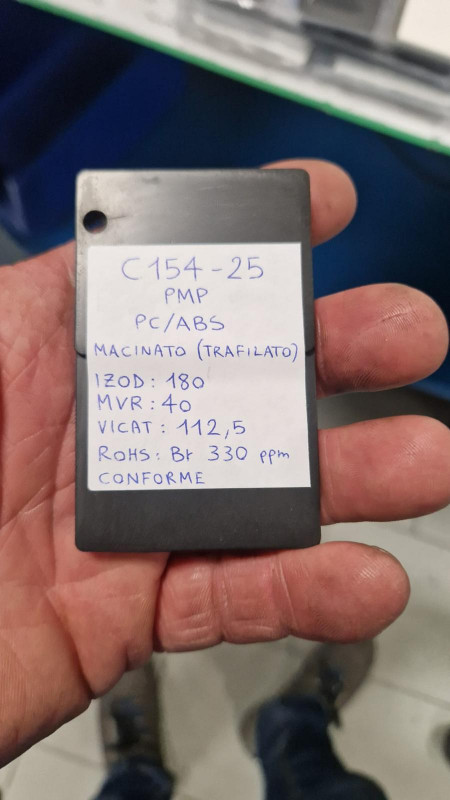 C154-25
PMP
PC/ABS
MACINATO (TRAFILATO)
IZOD: 180
MVR: 40
VICAT: 112,5
ROHS: Br 330 ppm
CONFORME